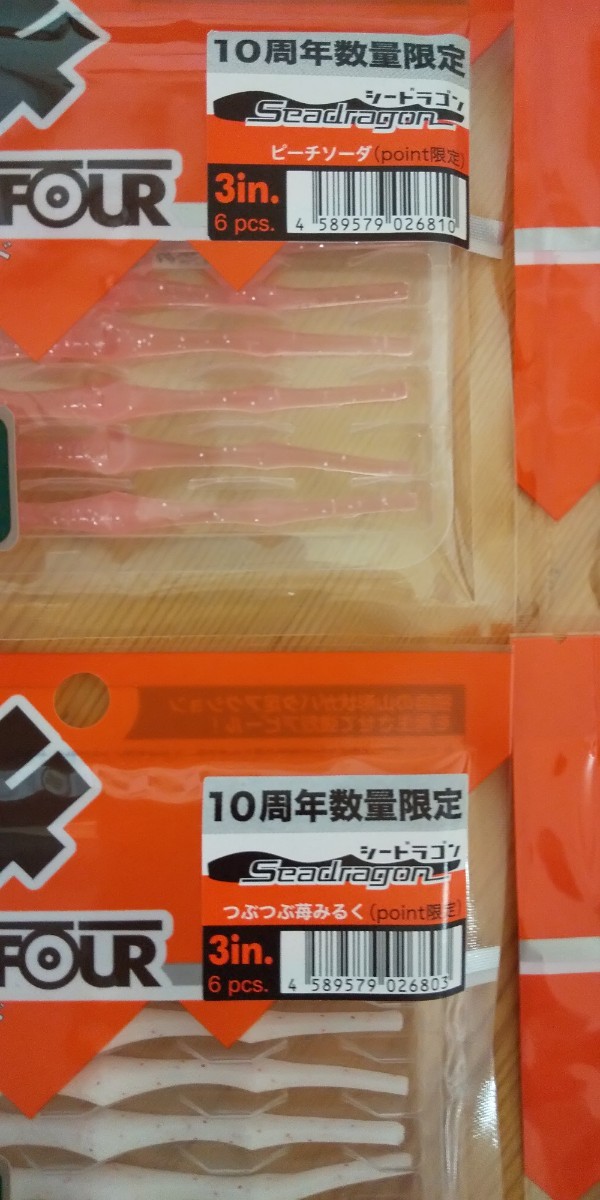 10周年数量限定
シードラゴン
Seadragon
ピーチソーダ(point限定)
3in.
6 pcs.
4 589579 026810
FOUR
10周年数量限定
シードラゴン
Seadragon
つぶつぶ苺みるく(point限定)
3in.
6 pcs.
4 589579 026803
FOUR